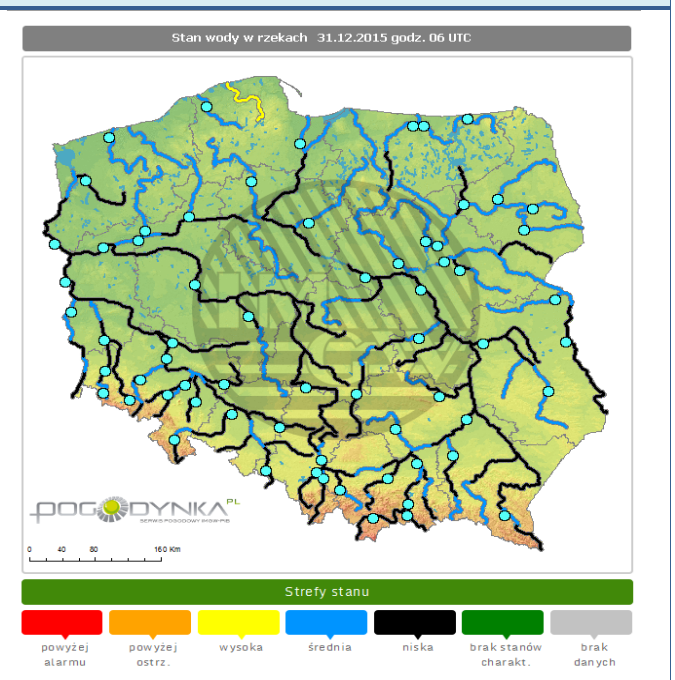 Stan wody w rzekach 31.12.2015 godz. 06 UTC
POGODYNKA.PL
SERWIS POGODOWY IMGW-PIB
0 40 80 160 Km
Strefy stanu
powyżej alarmu
powyżej ostrz.
wysoka
średnia
niska
brak stanów charakt.
brak danych